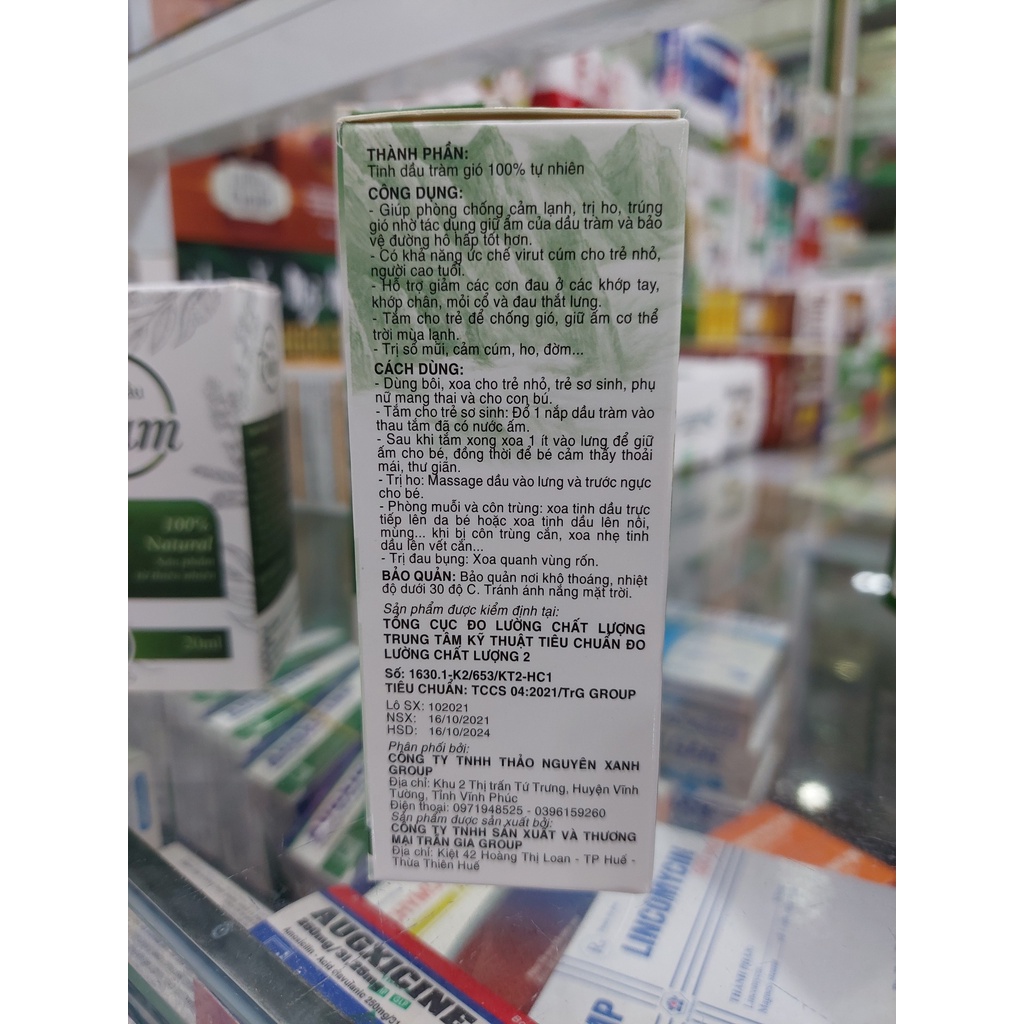 THÀNH PHẦN:
Tinh dầu tràm gió 100% tự nhiên
CÔNG DỤNG:
- Giúp phòng chống cảm lạnh, trị ho, trúng
gió nhờ tác dụng giữ ấm của dầu tràm và bảo
vệ đường hô hấp tốt hơn.
- Có khả năng ức chế virut cúm cho trẻ nhỏ,
người cao tuổi.
- Hỗ trợ giảm các cơn đau ở các khớp tay,
khớp chân, mỏi cổ và đau thắt lưng.
- Tắm cho trẻ để chống gió, giữ ấm cơ thể
trời mùa lạnh.
- Trị sổ mũi, cảm cúm, ho, đờm...
CÁCH DÙNG:
- Dùng bôi, xoa cho trẻ nhỏ, trẻ sơ sinh, phụ
nữ mang thai và cho con bú.
- Tắm cho trẻ sơ sinh: Đổ 1 nắp dầu tràm vào
thau tắm đã có nước ấm.
- Sau khi tắm xong xoa 1 ít vào lưng để giữ
ấm cho bé, đồng thời để bé cảm thấy thoải
mái, thư giãn.
- Trị ho: Massage dầu vào lưng và trước ngực
cho bé.
- Phòng muỗi và côn trùng: xoa tinh dầu trực
tiếp lên da bé hoặc xoa tinh dầu lên nôi,
mùng... khi bị côn trùng cắn, xoa nhẹ tinh
dầu lên vết cắn...
- Trị đau bụng: Xoa quanh vùng rốn.
BẢO QUẢN: Bảo quản nơi khô thoáng, nhiệt
độ dưới 30 độ C. Tránh ánh nắng mặt trời.
Sản phẩm được kiểm định tại:
TỔNG CỤC ĐO LƯỜNG CHẤT LƯỢNG
TRUNG TÂM KỸ THUẬT TIÊU CHUẨN ĐO
LƯỜNG CHẤT LƯỢNG 2
Số: 1630.1-K2/653/KT2-HC1
TIÊU CHUẨN: TCCS 04:2021/TrG GROUP
Lô SX: 102021
NSX: 16/10/2021
HSD: 16/10/2024
Phân phối bởi:
CÔNG TY TNHH THẢO NGUYÊN XANH
GROUP
Địa chỉ: Khu 2 Thị trấn Tứ Trưng, Huyện Vĩnh
Tường, Tỉnh Vĩnh Phúc
Điện thoại: 0971948525 - 0396159260
Sản phẩm được sản xuất bởi:
CÔNG TY TNHH SẢN XUẤT VÀ THƯƠNG
MẠI TRẦN GIA GROUP
Địa chỉ: Kiệt 42 Hoàng Thị Loan - TP Huế -
Thừa Thiên Huế
100%
Natural
20ml
AUGXICINE
250mg/31,25mg
LINCOMYCIN